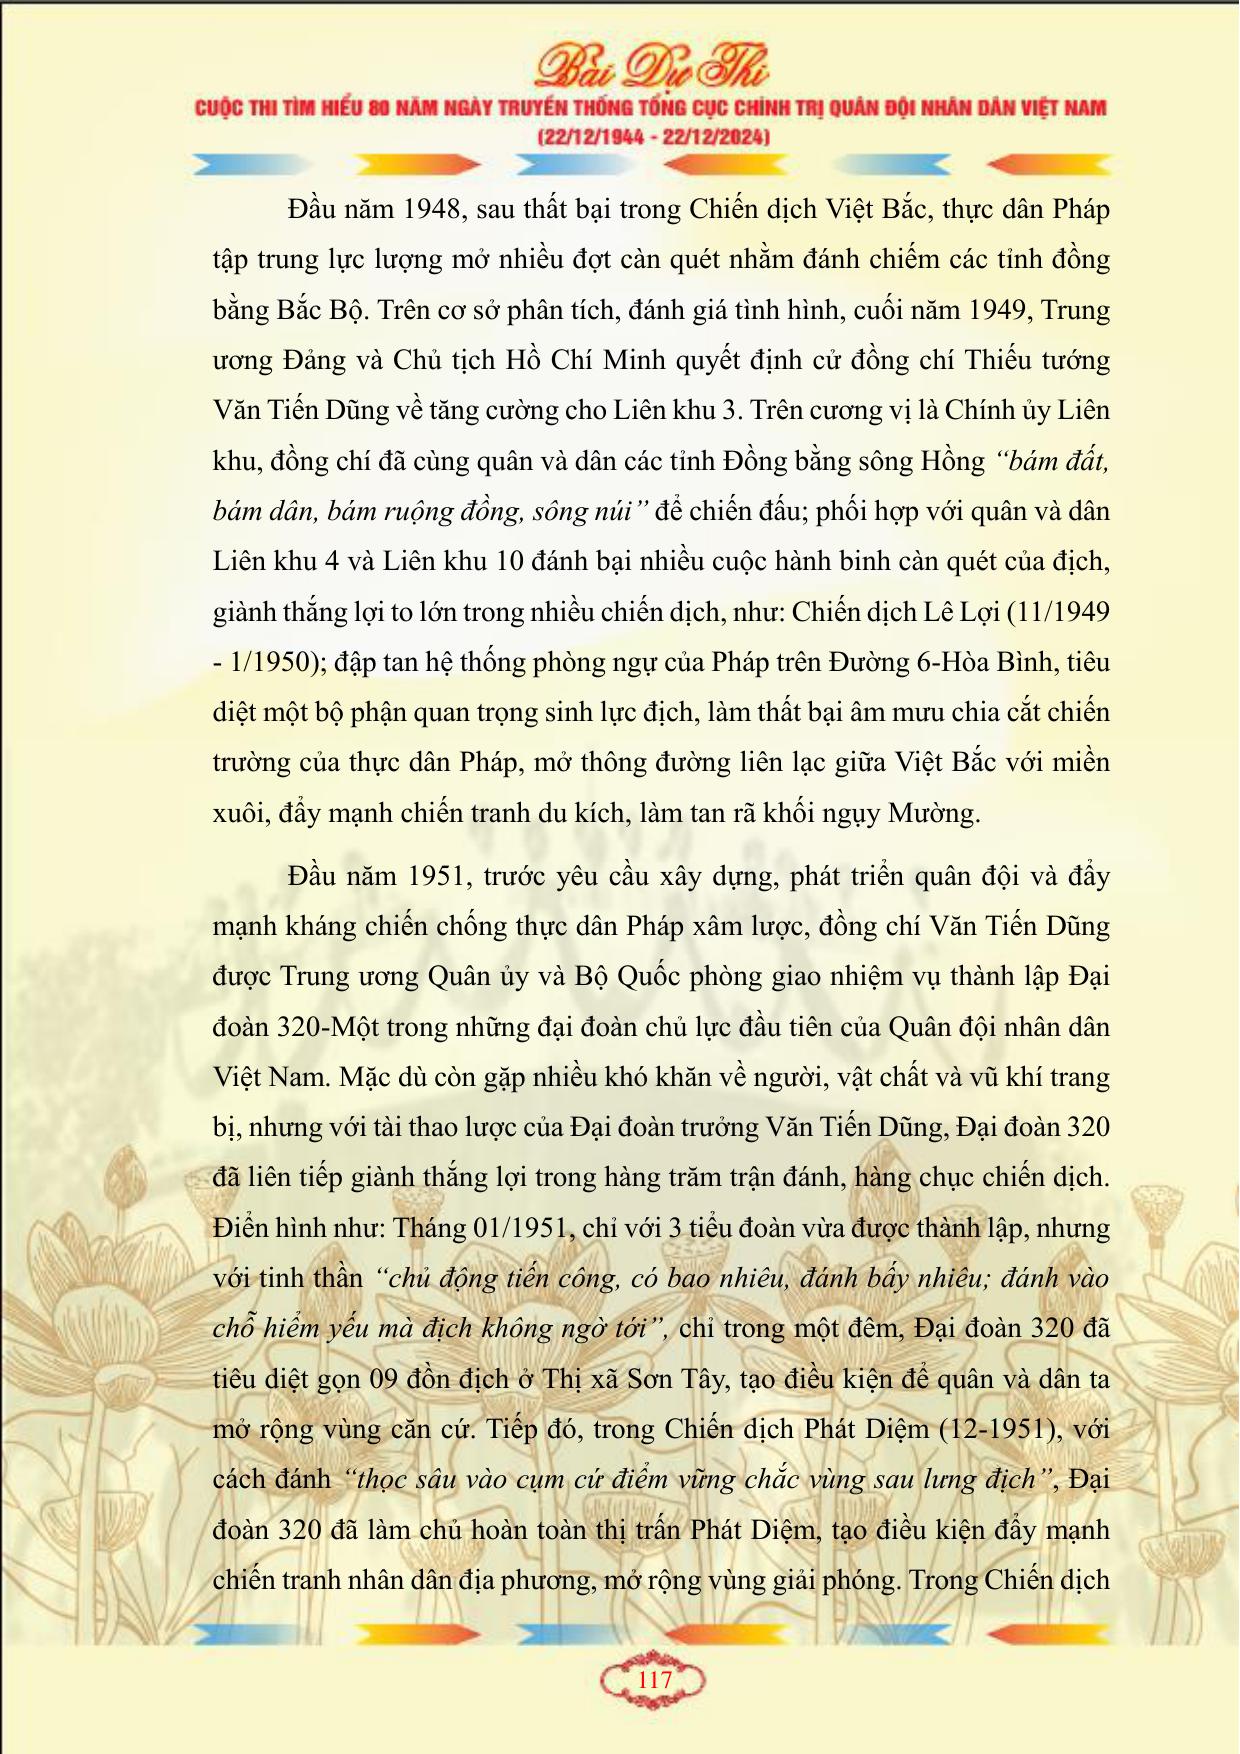 Bài Dự Thi
CUỘC THI TÌM HIỂU 80 NĂM NGÀY TRUYỀN THỐNG TỔNG CỤC CHÍNH TRỊ QUÂN ĐỘI NHÂN DÂN VIỆT NAM
(22/12/1944 - 22/12/2024)
Đầu năm 1948, sau thất bại trong Chiến dịch Việt Bắc, thực dân Pháp
tập trung lực lượng mở nhiều đợt càn quét nhằm đánh chiếm các tỉnh đồng
bằng Bắc Bộ. Trên cơ sở phân tích, đánh giá tình hình, cuối năm 1949, Trung
ương Đảng và Chủ tịch Hồ Chí Minh quyết định cử đồng chí Thiếu tướng
Văn Tiến Dũng về tăng cường cho Liên khu 3. Trên cương vị là Chính ủy Liên
khu, đồng chí đã cùng quân và dân các tỉnh Đồng bằng sông Hồng “bám đất,
bám dân, bám ruộng đồng, sông núi” để chiến đấu; phối hợp với quân và dân
Liên khu 4 và Liên khu 10 đánh bại nhiều cuộc hành binh càn quét của địch,
giành thắng lợi to lớn trong nhiều chiến dịch, như: Chiến dịch Lê Lợi (11/1949
- 1/1950); đập tan hệ thống phòng ngự của Pháp trên Đường 6-Hòa Bình, tiêu
diệt một bộ phận quan trọng sinh lực địch, làm thất bại âm mưu chia cắt chiến
trường của thực dân Pháp, mở thông đường liên lạc giữa Việt Bắc với miền
xuôi, đẩy mạnh chiến tranh du kích, làm tan rã khối ngụy Mường.
Đầu năm 1951, trước yêu cầu xây dựng, phát triển quân đội và đẩy
mạnh kháng chiến chống thực dân Pháp xâm lược, đồng chí Văn Tiến Dũng
được Trung ương Quân ủy và Bộ Quốc phòng giao nhiệm vụ thành lập Đại
đoàn 320-Một trong những đại đoàn chủ lực đầu tiên của Quân đội nhân dân
Việt Nam. Mặc dù còn gặp nhiều khó khăn về người, vật chất và vũ khí trang
bị, nhưng với tài thao lược của Đại đoàn trưởng Văn Tiến Dũng, Đại đoàn 320
đã liên tiếp giành thắng lợi trong hàng trăm trận đánh, hàng chục chiến dịch.
Điển hình như: Tháng 01/1951, chỉ với 3 tiểu đoàn vừa được thành lập, nhưng
với tinh thần “chủ động tiến công, có bao nhiêu, đánh bấy nhiêu; đánh vào
chỗ hiểm yếu mà địch không ngờ tới”, chỉ trong một đêm, Đại đoàn 320 đã
tiêu diệt gọn 09 đồn địch ở Thị xã Sơn Tây, tạo điều kiện để quân và dân ta
mở rộng vùng căn cứ. Tiếp đó, trong Chiến dịch Phát Diệm (12-1951), với
cách đánh “thọc sâu vào cụm cứ điểm vững chắc vùng sau lưng địch”, Đại
đoàn 320 đã làm chủ hoàn toàn thị trấn Phát Diệm, tạo điều kiện đẩy mạnh
chiến tranh nhân dân địa phương, mở rộng vùng giải phóng. Trong Chiến dịch
117